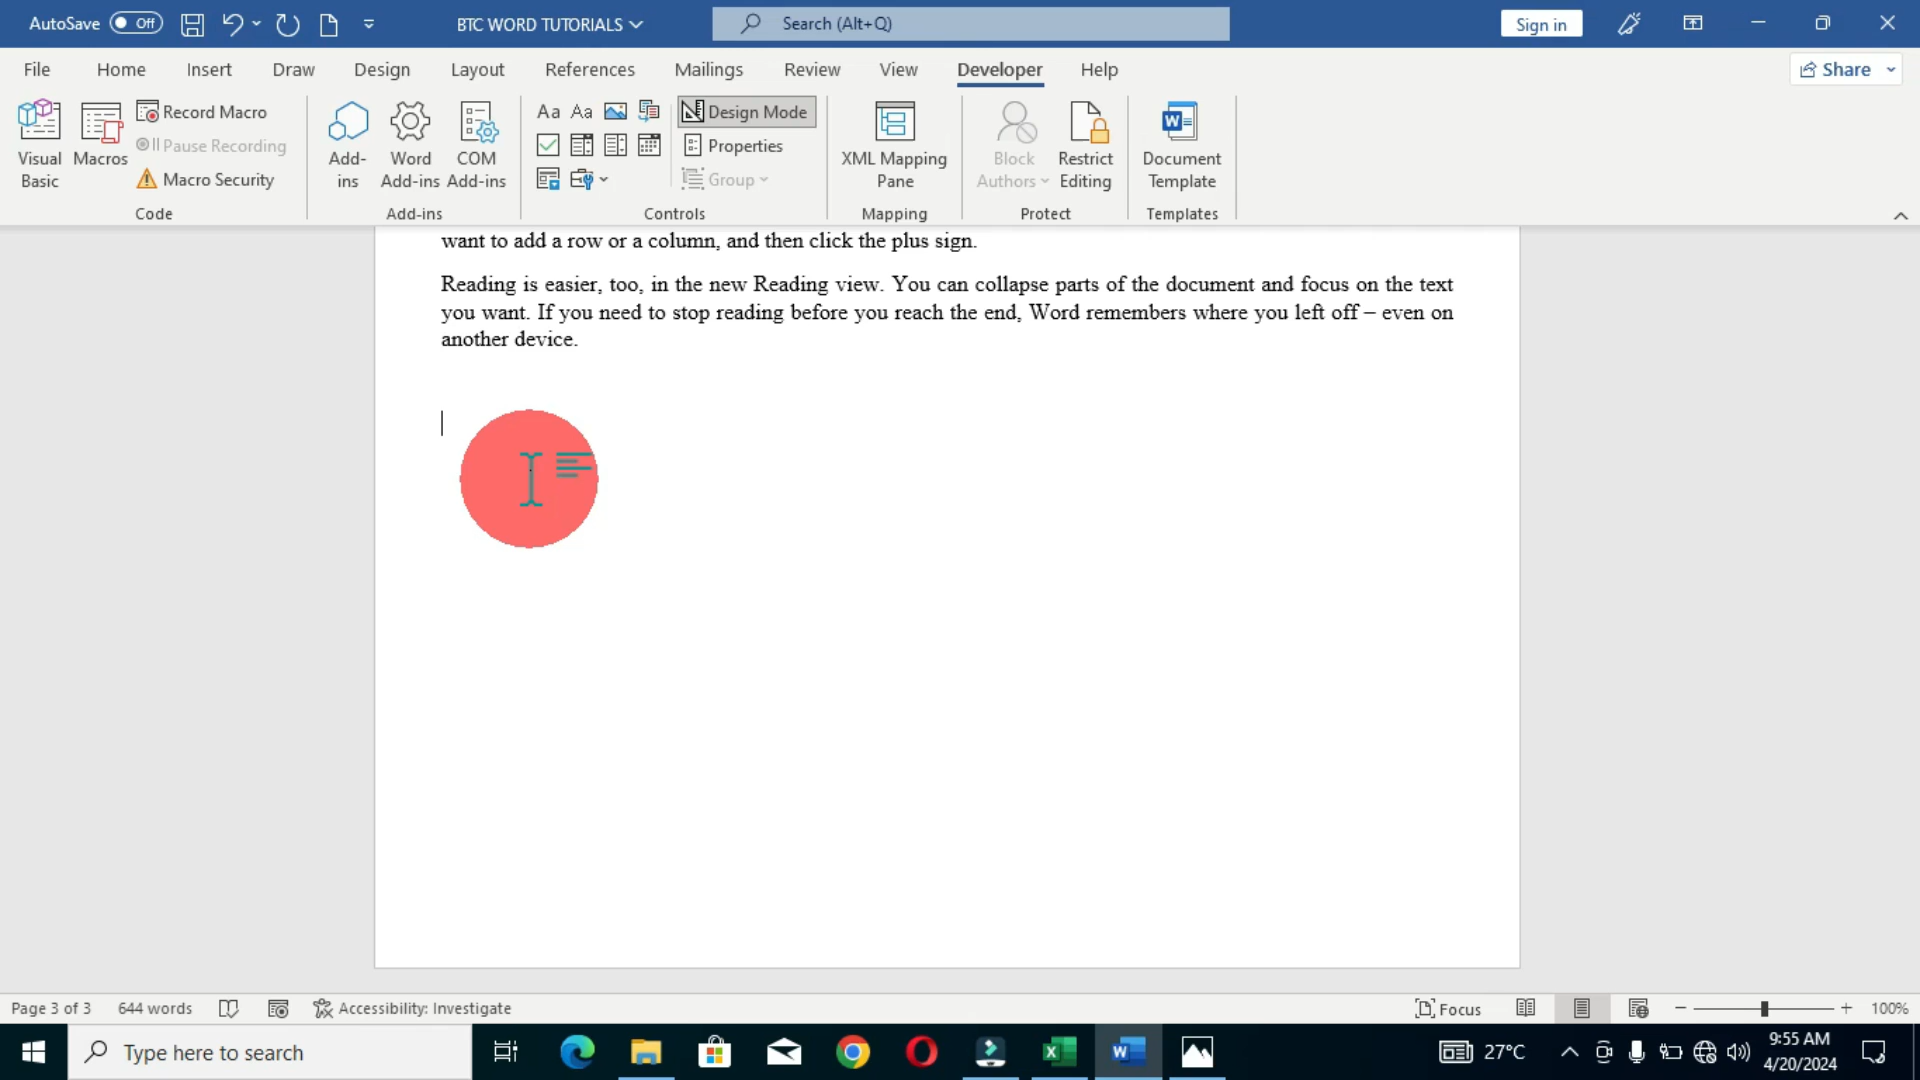 AutoSave Off BTC WORD TUTORIALS Search (Alt+Q) Sign in
File Home Insert Draw Design Layout References Mailings Review View Developer Help Share
Visual Basic
Macros
Record Macro
Pause Recording
Macro Security
Code
Add-ins
Word Add-ins
COM Add-ins
Add-ins
Aa Aa
Design Mode
Properties
Group
Controls
XML Mapping Pane
Mapping
Block Authors
Restrict Editing
Protect
Document Template
Templates
want to add a row or a column, and then click the plus sign.
Reading is easier, too, in the new Reading view. You can collapse parts of the document and focus on the text
you want. If you need to stop reading before you reach the end, Word remembers where you left off – even on
another device.
Page 3 of 3 644 words Accessibility: Investigate Focus 100%
Type here to search 27°C 9:55 AM
4/20/2024